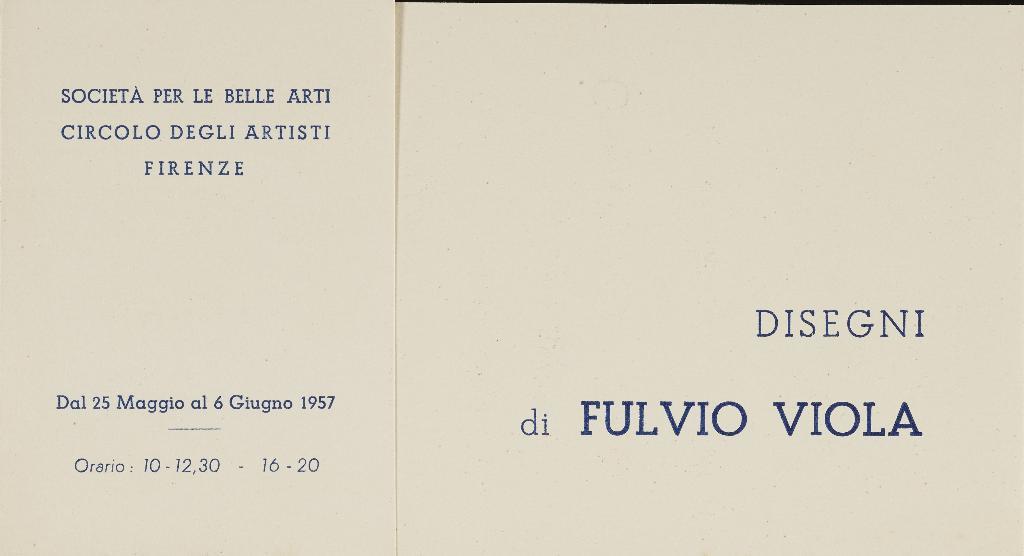 SOCIETÀ PER LE BELLE ARTI
CIRCOLO DEGLI ARTISTI
FIRENZE
Dal 25 Maggio al 6 Giugno 1957
Orario: 10-12,30 - 16-20
DISEGNI
di FULVIO VIOLA